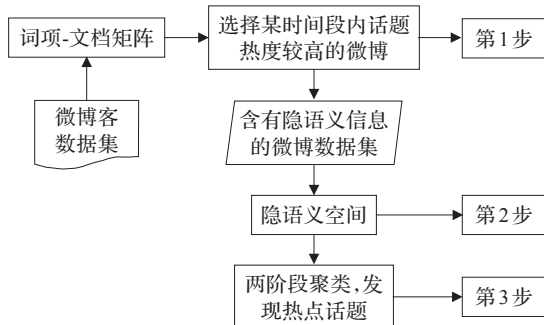 词项-文档矩阵
选择某时间段内话题
热度较高的微博
第1步
微博客
数据集
含有隐语义信息
的微博数据集
隐语义空间
第2步
两阶段聚类,发
现热点话题
第3步